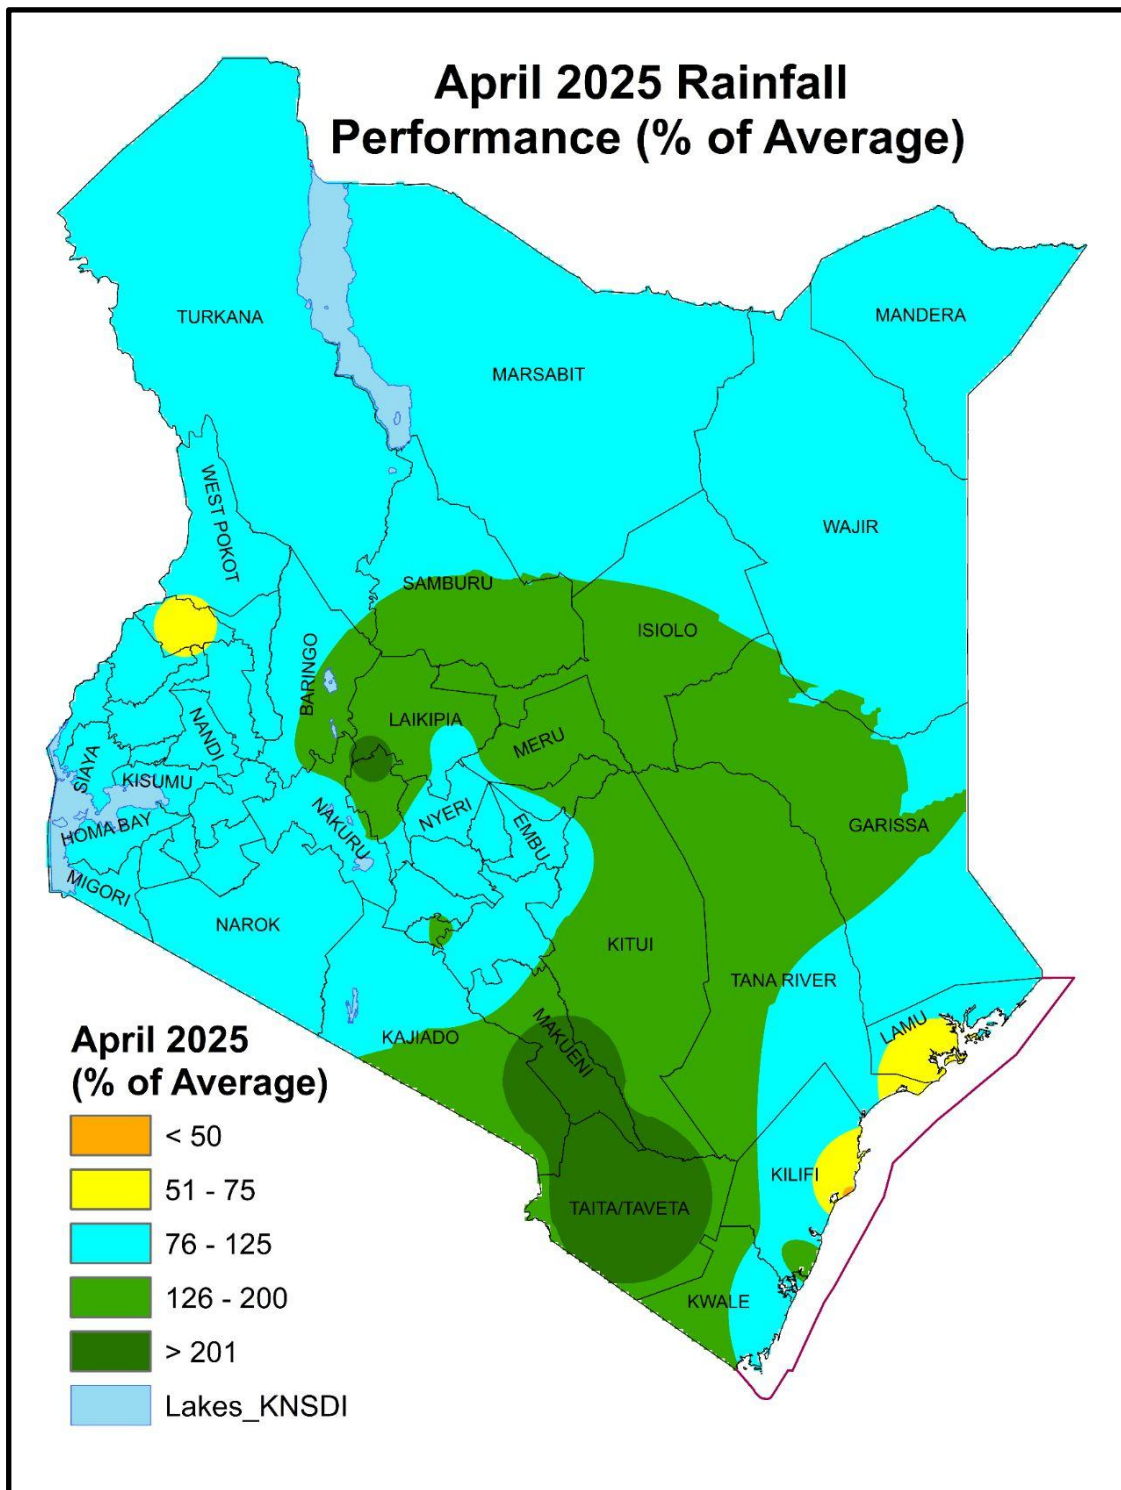 April 2025 Rainfall
Performance (% of Average)
TURKANA
MANDERA
MARSABIT
WEST POKOT
WAJIR
SAMBURU
ISIOLO
BARINGO
LAIKIPIA
NANDI
MERU
SIAYA
KISUMU
NAKURU
NYERI
EMBU
HOMA BAY
GARISSA
MIGORI
NAROK
KITUI
TANA RIVER
KAJIADO
MAKUENI
LAMU
KILIFI
TAITA/TAVETA
KWALE
April 2025
(% of Average)
< 50
51 - 75
76 - 125
126 - 200
> 201
Lakes_KNSDI